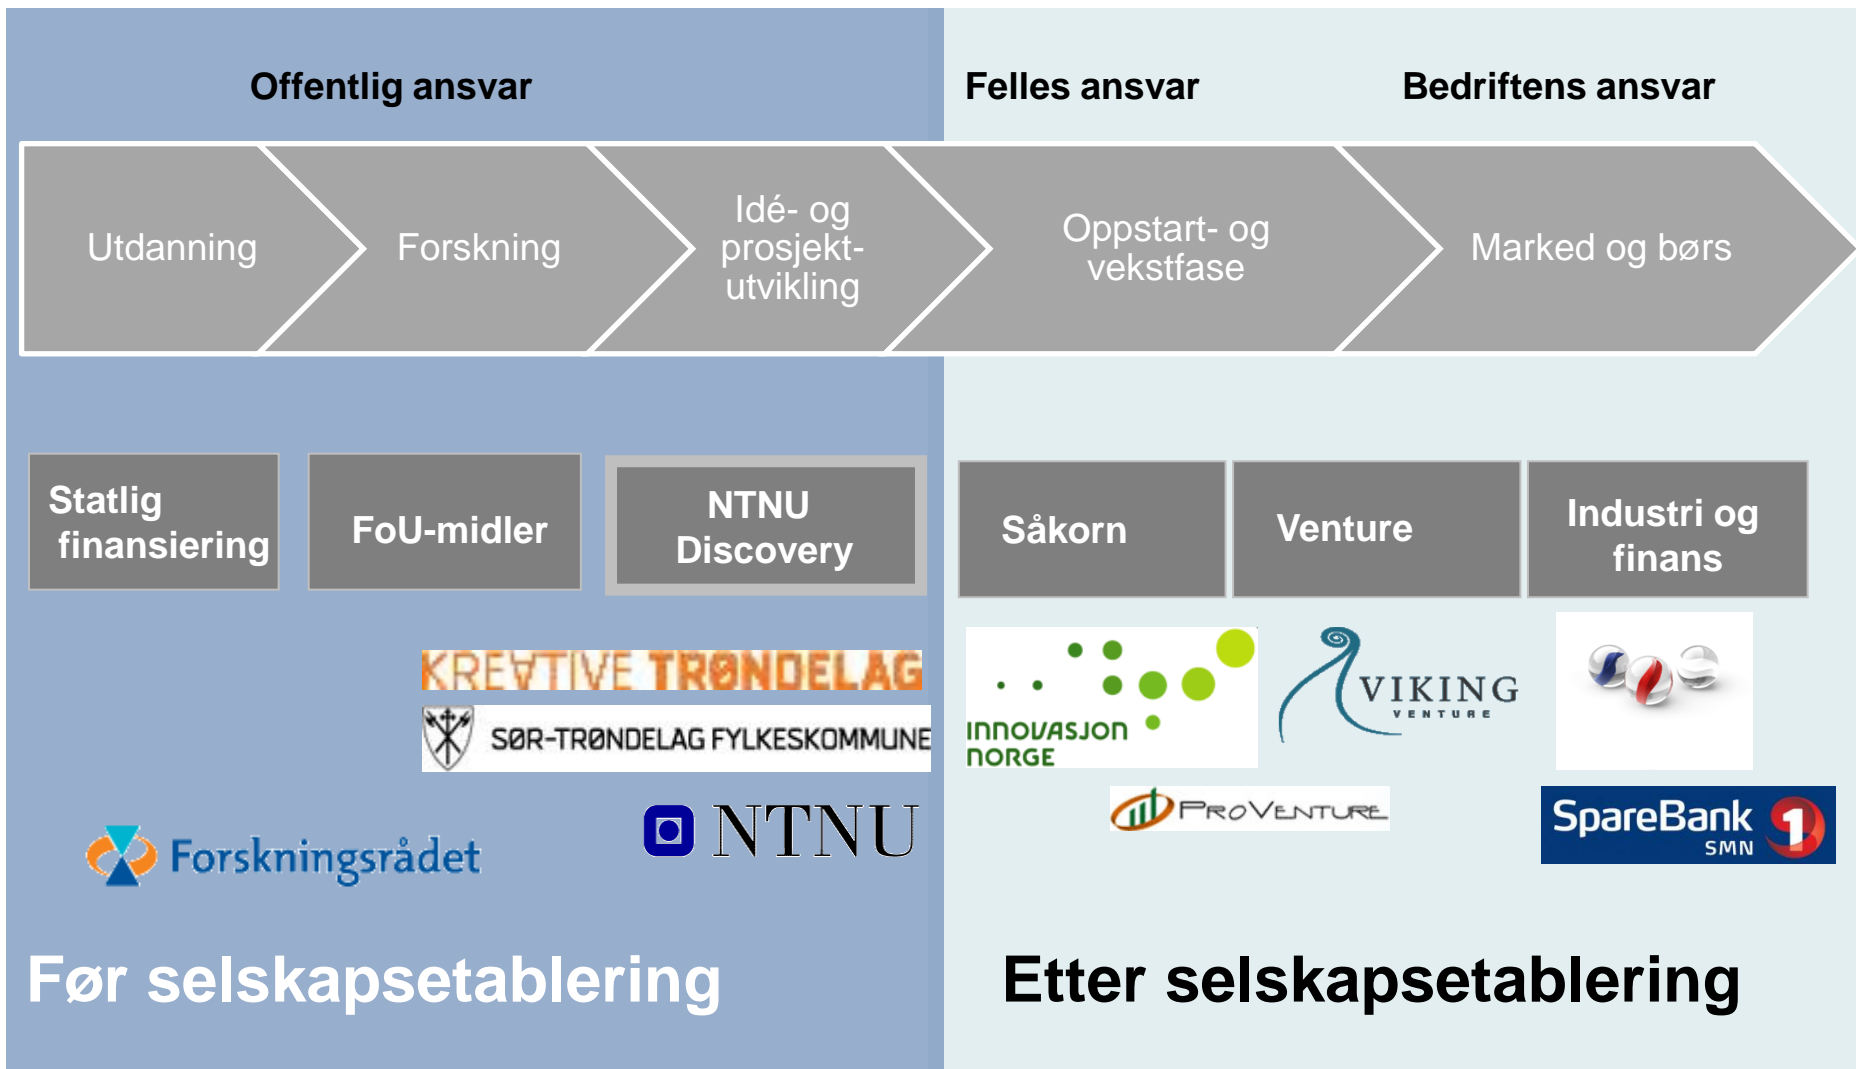 Offentlig ansvar
Felles ansvar
Bedriftens ansvar
Utdanning
Forskning
Idé- og
prosjekt-
utvikling
Oppstart- og
vekstfase
Marked og børs
Statlig
finansiering
FoU-midler
NTNU
Discovery
Såkorn
Venture
Industri og
finans
KREATIVE TRØNDELAG
SØR-TRØNDELAG FYLKESKOMMUNE
Forskningsrådet
NTNU
INNOVASJON
NORGE
VIKING
VENTURE
PROVENTURE
SpareBank 1
SMN
Før selskapsetablering
Etter selskapsetablering